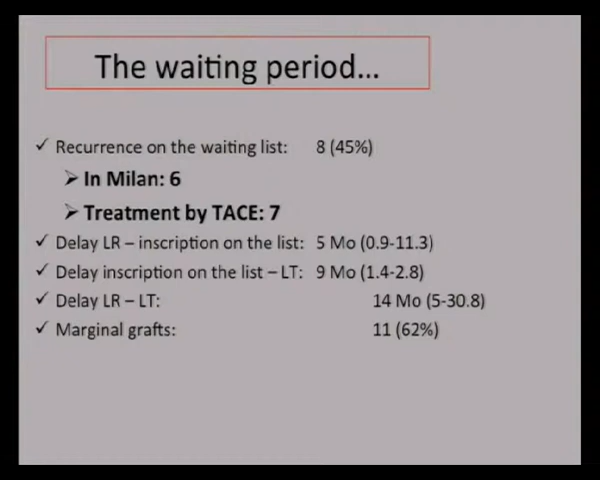 The waiting period...
✓ Recurrence on the waiting list: 8 (45%)
➤ In Milan: 6
➤ Treatment by TACE: 7
✓ Delay LR – inscription on the list: 5 Mo (0.9-11.3)
✓ Delay inscription on the list – LT: 9 Mo (1.4-2.8)
✓ Delay LR – LT: 14 Mo (5-30.8)
✓ Marginal grafts: 11 (62%)